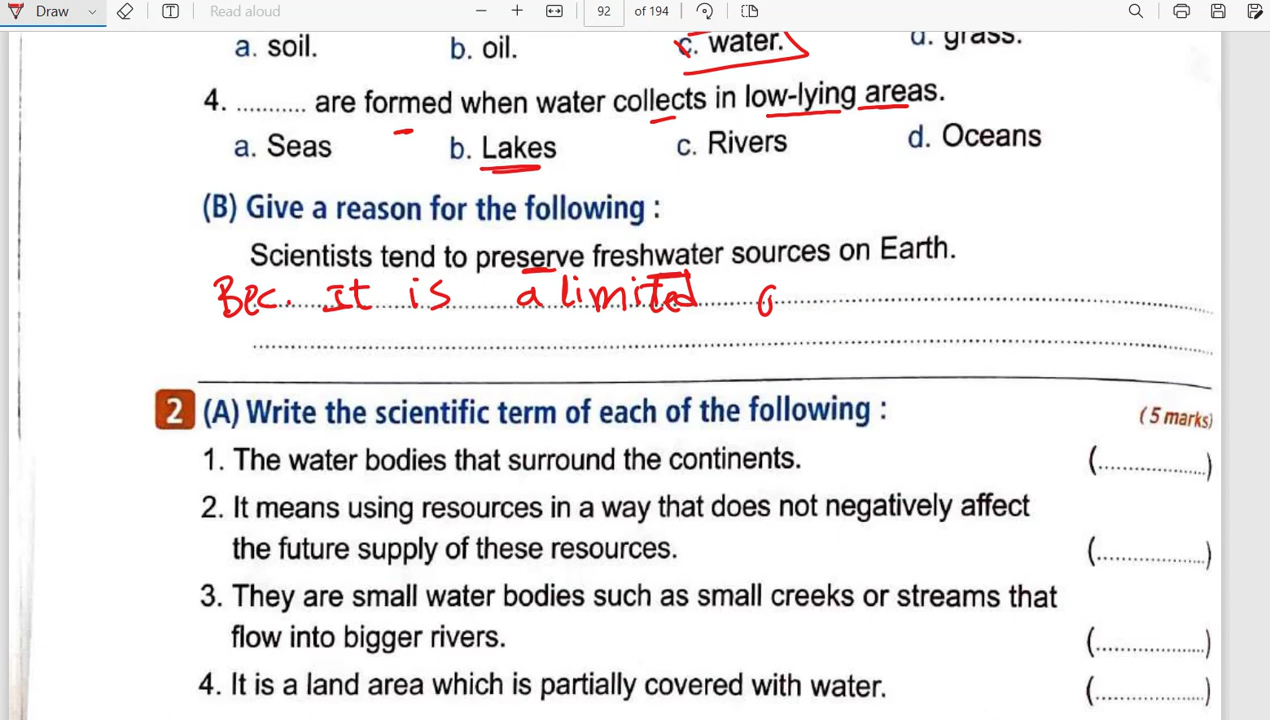 Draw
Read aloud
92 of 194
a. soil. b. oil. c. water. d. grass.
4. ........... are formed when water collects in low-lying areas.
a. Seas b. Lakes c. Rivers d. Oceans
(B) Give a reason for the following :
Scientists tend to preserve freshwater sources on Earth.
Bec. It is a limited
2 (A) Write the scientific term of each of the following : (5 marks)
1. The water bodies that surround the continents. (................)
2. It means using resources in a way that does not negatively affect
the future supply of these resources. (................)
3. They are small water bodies such as small creeks or streams that
flow into bigger rivers. (................)
4. It is a land area which is partially covered with water. (................)